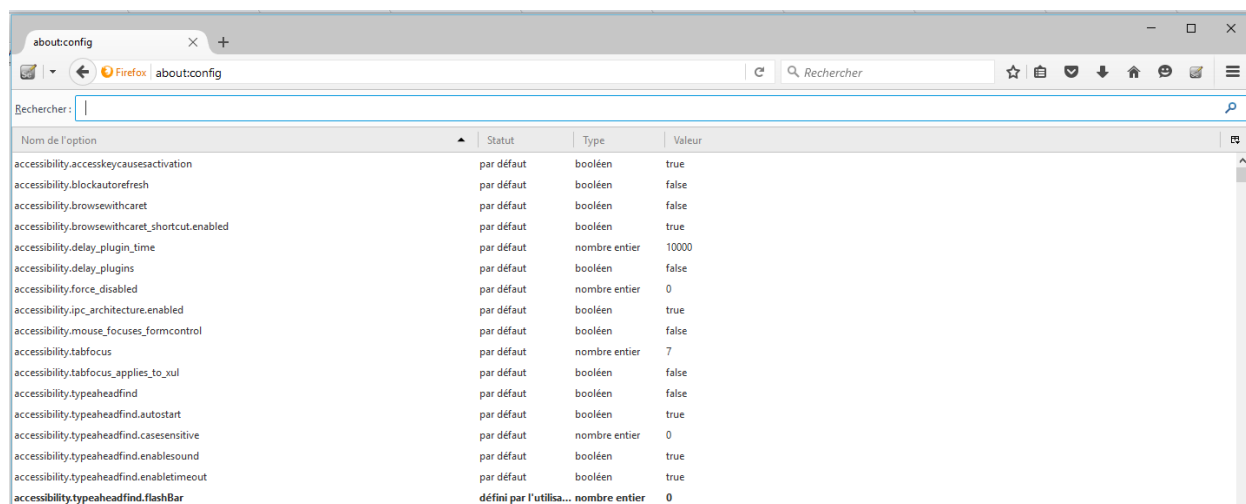 about:config
Firefox about:config Rechercher
Rechercher :
Nom de l'option Statut Type Valeur
accessibility.accesskeycausesactivation par défaut booléen true
accessibility.blockautorefresh par défaut booléen false
accessibility.browsewithcaret par défaut booléen false
accessibility.browsewithcaret_shortcut.enabled par défaut booléen true
accessibility.delay_plugin_time par défaut nombre entier 10000
accessibility.delay_plugins par défaut booléen false
accessibility.force_disabled par défaut nombre entier 0
accessibility.ipc_architecture.enabled par défaut booléen true
accessibility.mouse_focuses_formcontrol par défaut booléen false
accessibility.tabfocus par défaut nombre entier 7
accessibility.tabfocus_applies_to_xul par défaut booléen false
accessibility.typeaheadfind par défaut booléen false
accessibility.typeaheadfind.autostart par défaut booléen true
accessibility.typeaheadfind.casesensitive par défaut nombre entier 0
accessibility.typeaheadfind.enablesound par défaut booléen true
accessibility.typeaheadfind.enabletimeout par défaut booléen true
accessibility.typeaheadfind.flashBar défini par l'utilisa... nombre entier 0